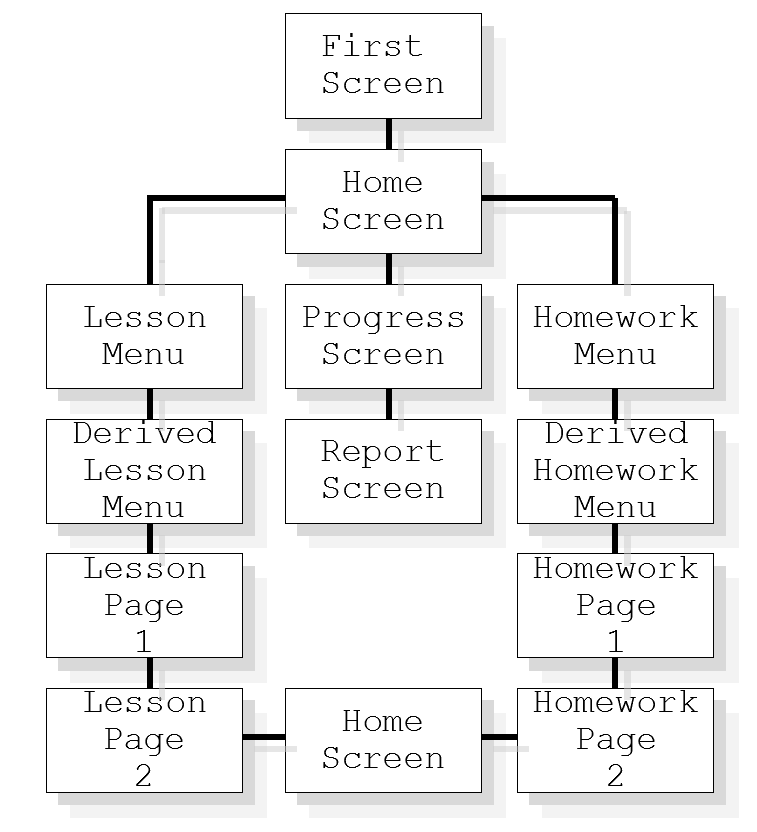 First
Screen
Home
Screen
Lesson
Menu
Progress
Screen
Homework
Menu
Derived
Lesson
Menu
Report
Screen
Derived
Homework
Menu
Lesson
Page
1
Homework
Page
1
Lesson
Page
2
Home
Screen
Homework
Page
2